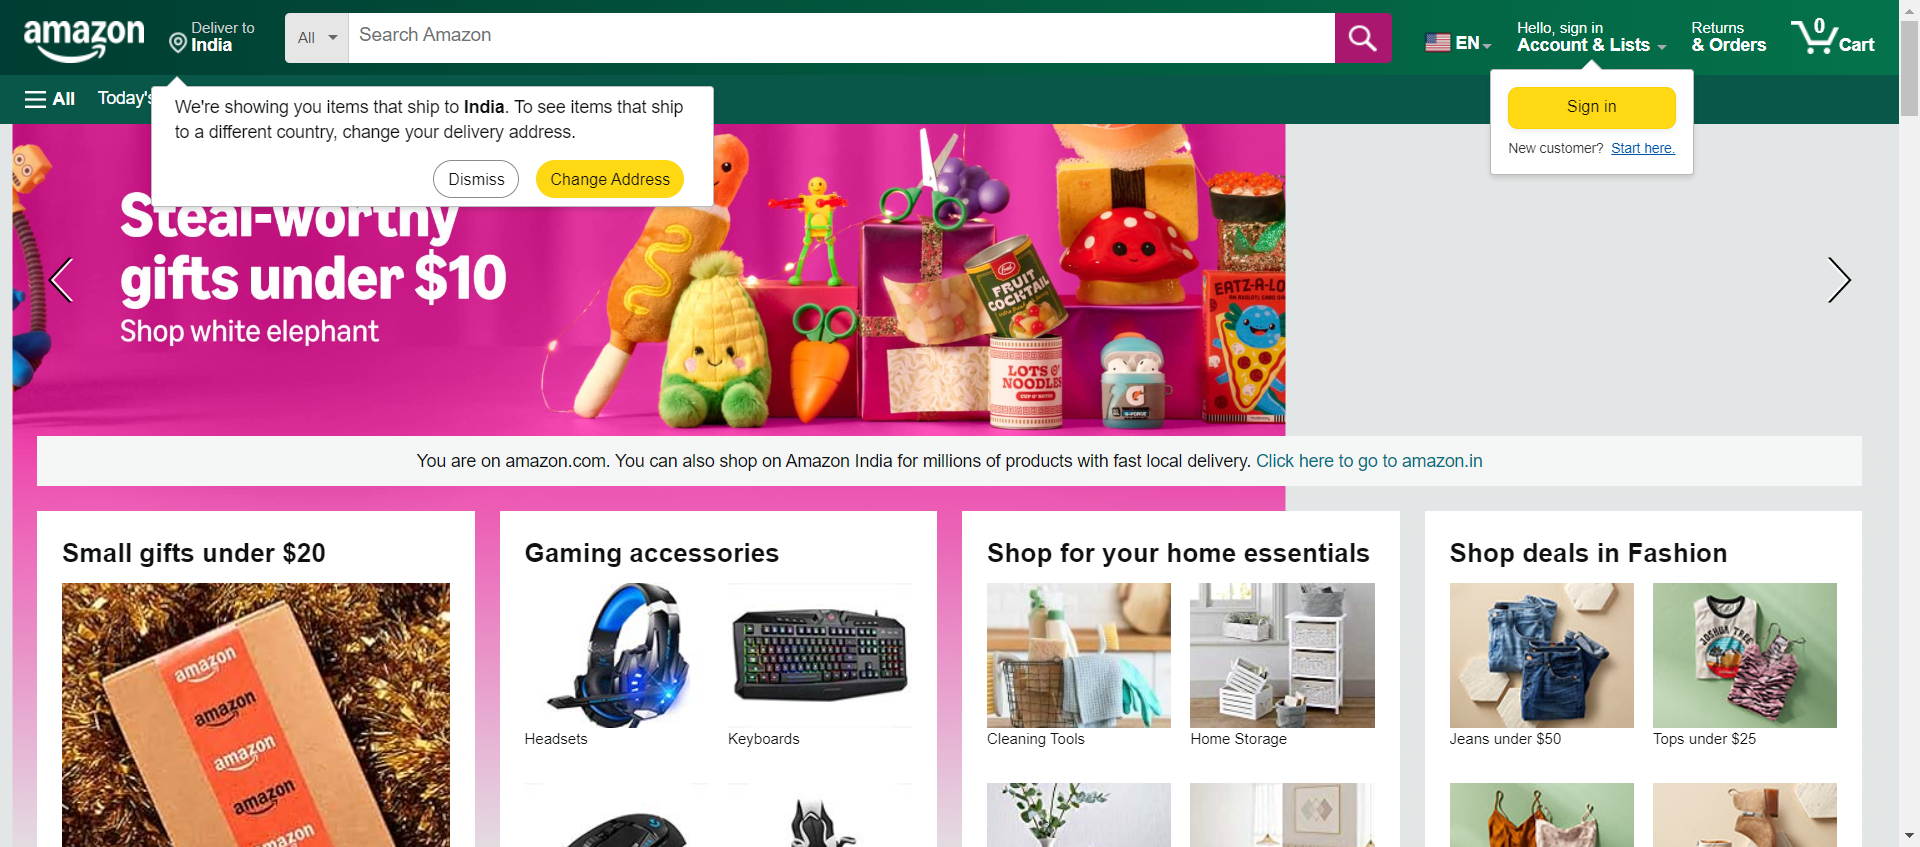 amazon
Deliver to
India
All
Search Amazon
EN
Hello, sign in
Account & Lists
Returns
& Orders
0
Cart
All
Today's
We're showing you items that ship to India. To see items that ship
to a different country, change your delivery address.
Dismiss
Change Address
Sign in
New customer? Start here.
Steal-worthy
gifts under $10
Shop white elephant
Fred
FRUIT
COCKTAIL
LOTS O'
NOODLES
CUP O' NOTES
G
EATZ-A-LO
You are on amazon.com. You can also shop on Amazon India for millions of products with fast local delivery. Click here to go to amazon.in
Small gifts under $20
amazon
amazon
amazon
amazon
amazon
Gaming accessories
Headsets
Keyboards
Shop for your home essentials
Cleaning Tools
Home Storage
Shop deals in Fashion
JOSHUA TREE
Jeans under $50
Tops under $25